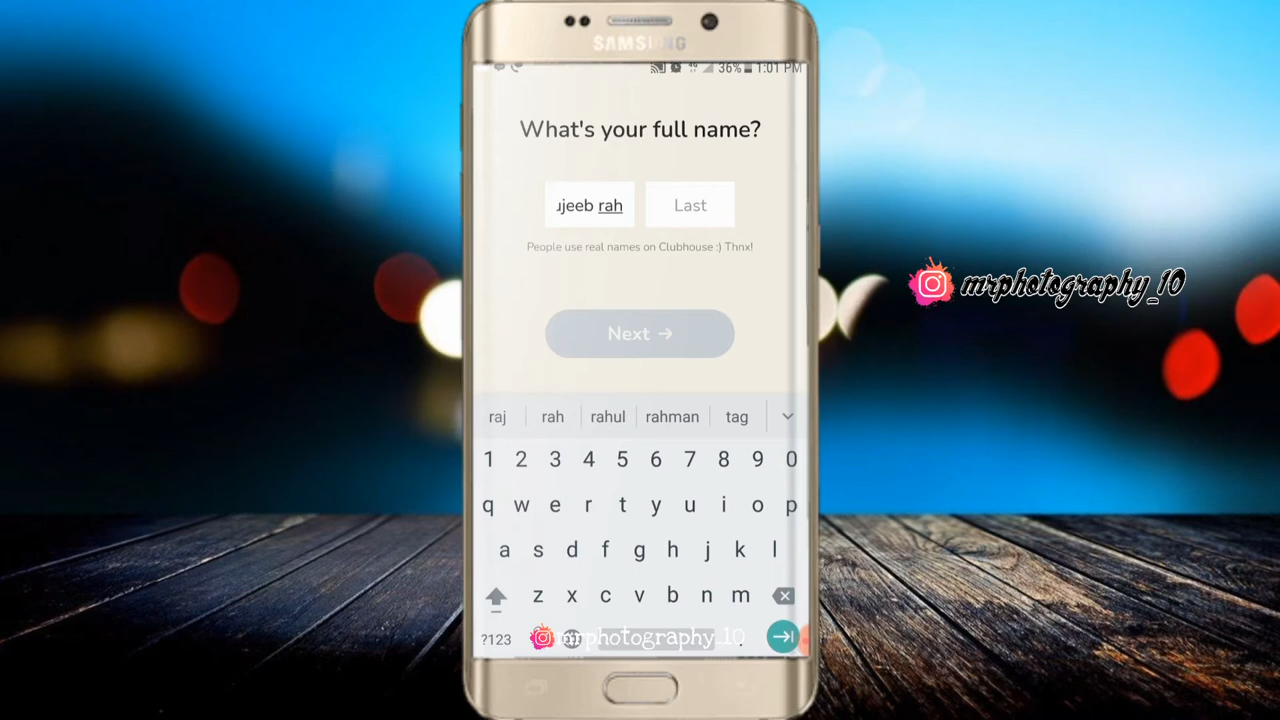 SAMSUNG
36% 1:01 PM
What's your full name?
ujeeb rah Last
People use real names on Clubhouse :) Thnx!
mrphotography_10
Next →
raj rah rahul rahman tag
1 2 3 4 5 6 7 8 9 0
q w e r t y u i o p
a s d f g h j k l
z x c v b n m
?123 mrphotography_10 .